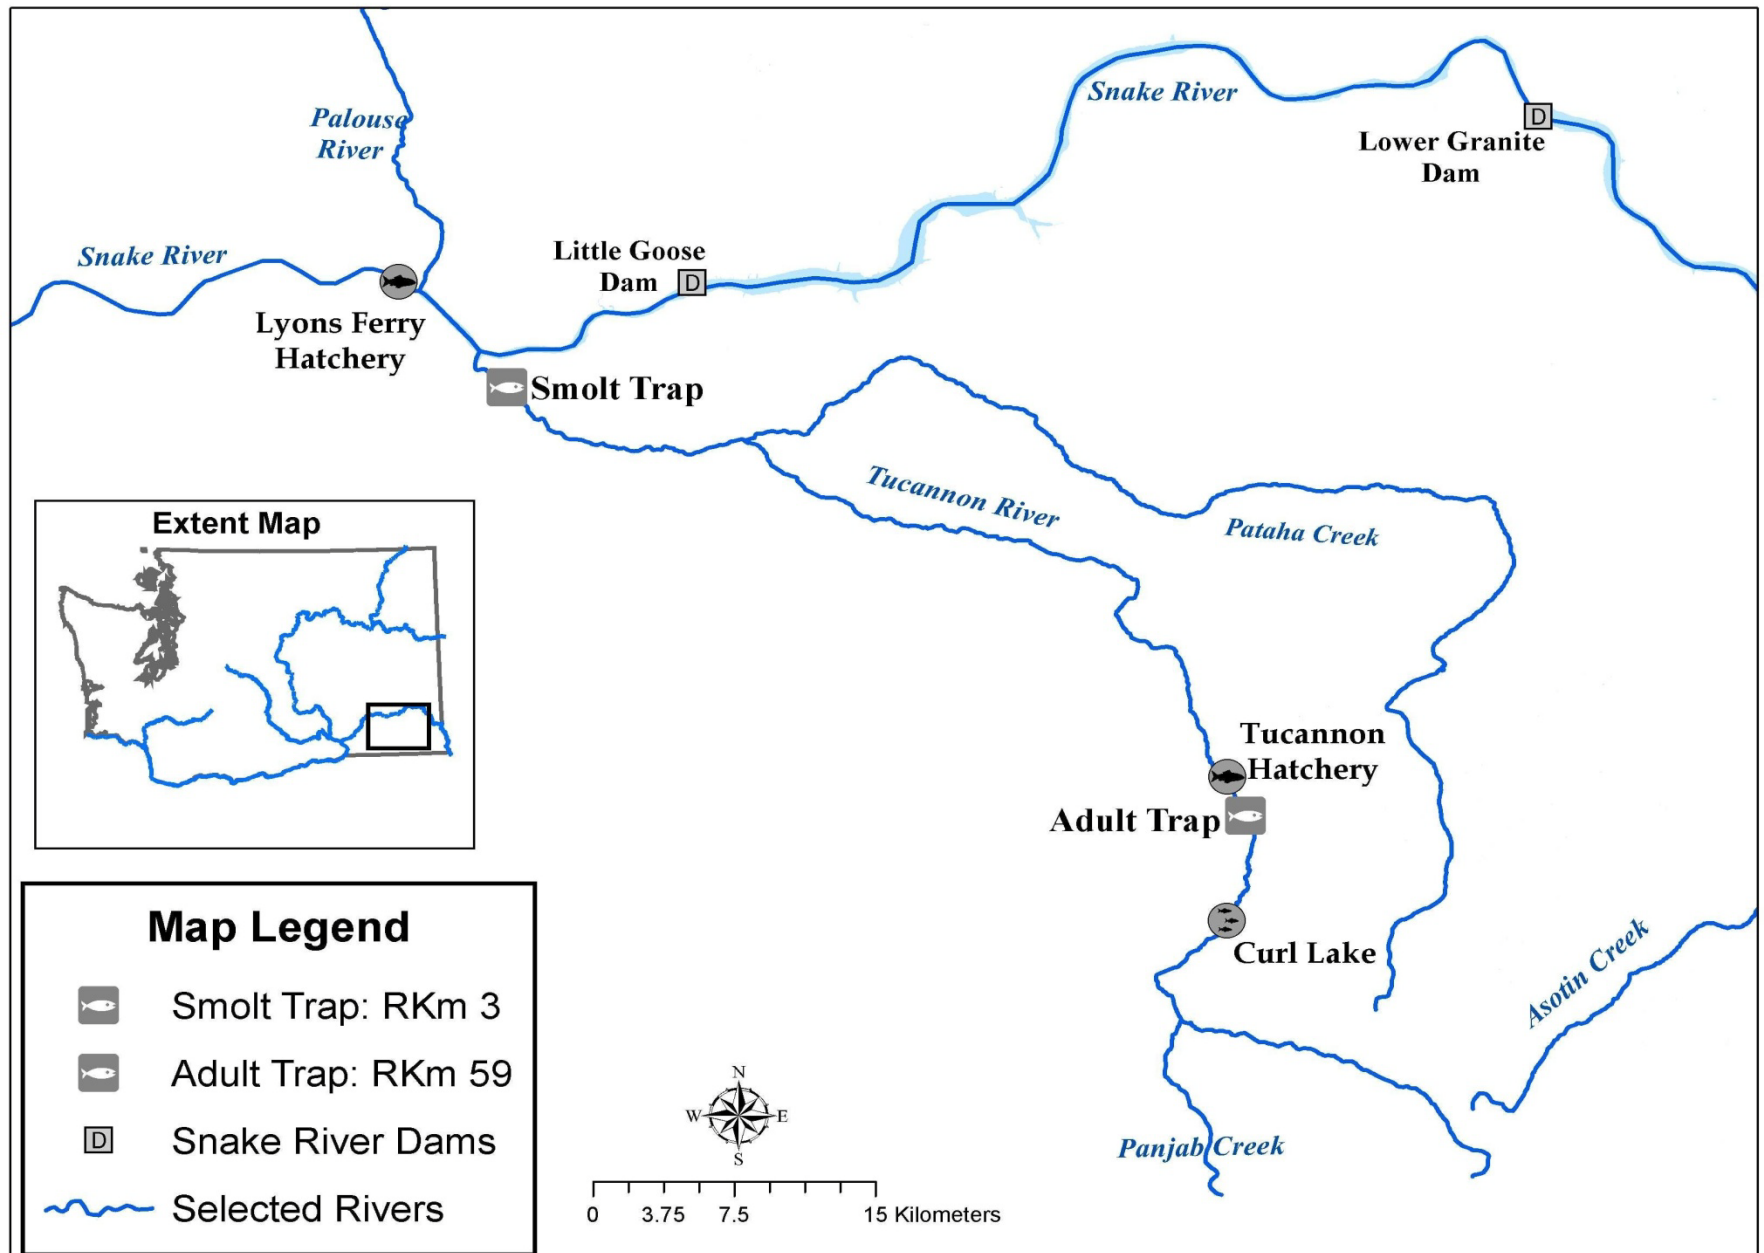 Palouse
River
Snake River
Snake River
Lower Granite
Dam
D
Little Goose
Dam
D
Lyons Ferry
Hatchery
Smolt Trap
Tucannon River
Pataha Creek
Extent Map
Tucannon
Hatchery
Adult Trap
Curl Lake
Asotin Creek
Panjab Creek
Map Legend
Smolt Trap: RKm 3
Adult Trap: RKm 59
D Snake River Dams
Selected Rivers
N
W E
S
0 3.75 7.5 15 Kilometers